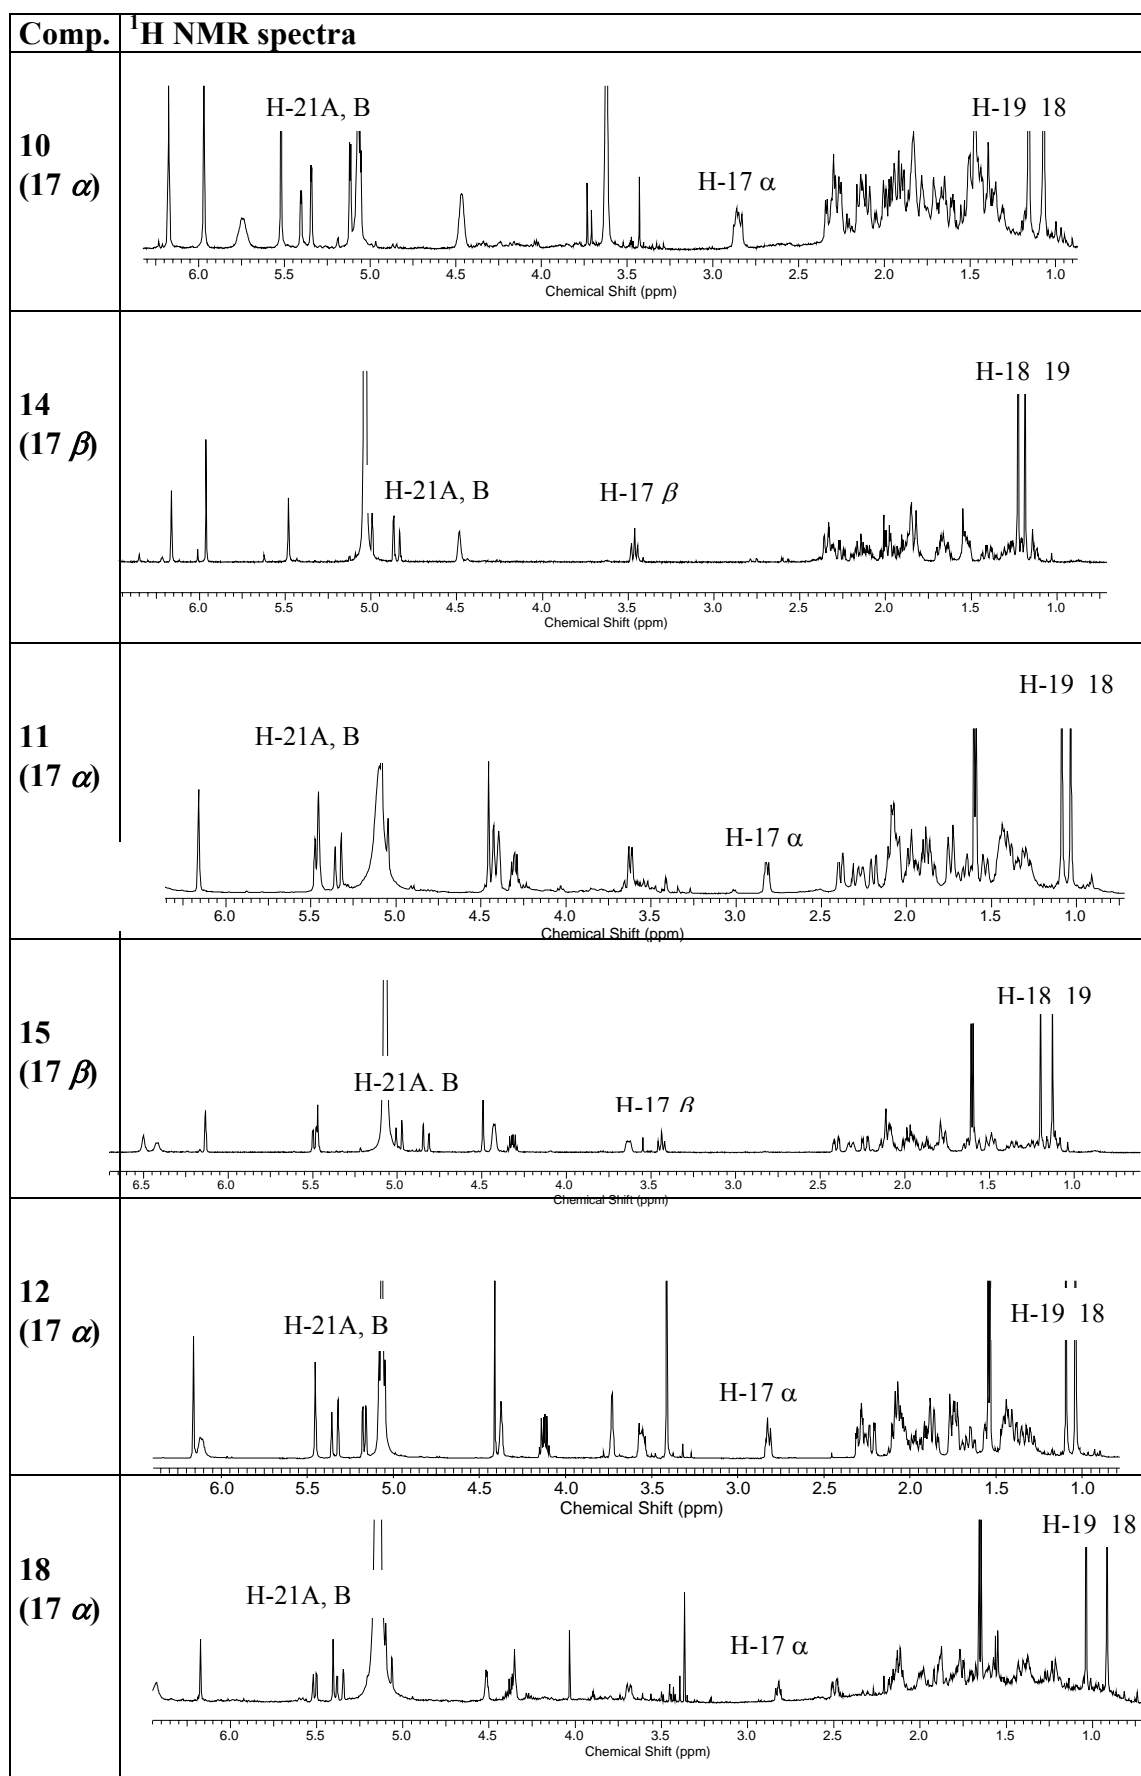 Comp. ¹H NMR spectra
10
(17 α)
H-21A, B
H-17 α
H-19 18
6.0 5.5 5.0 4.5 4.0 3.5 3.0 2.5 2.0 1.5 1.0
Chemical Shift (ppm)
14
(17 β)
H-21A, B
H-17 β
H-18 19
6.0 5.5 5.0 4.5 4.0 3.5 3.0 2.5 2.0 1.5 1.0
Chemical Shift (ppm)
11
(17 α)
H-21A, B
H-17 α
H-19 18
6.0 5.5 5.0 4.5 4.0 3.5 3.0 2.5 2.0 1.5 1.0
Chemical Shift (ppm)
15
(17 β)
H-21A, B
H-17 β
H-18 19
6.5 6.0 5.5 5.0 4.5 4.0 3.5 3.0 2.5 2.0 1.5 1.0
Chemical Shift (ppm)
12
(17 α)
H-21A, B
H-17 α
H-19 18
6.0 5.5 5.0 4.5 4.0 3.5 3.0 2.5 2.0 1.5 1.0
Chemical Shift (ppm)
18
(17 α)
H-21A, B
H-17 α
H-19 18
6.0 5.5 5.0 4.5 4.0 3.5 3.0 2.5 2.0 1.5 1.0
Chemical Shift (ppm)